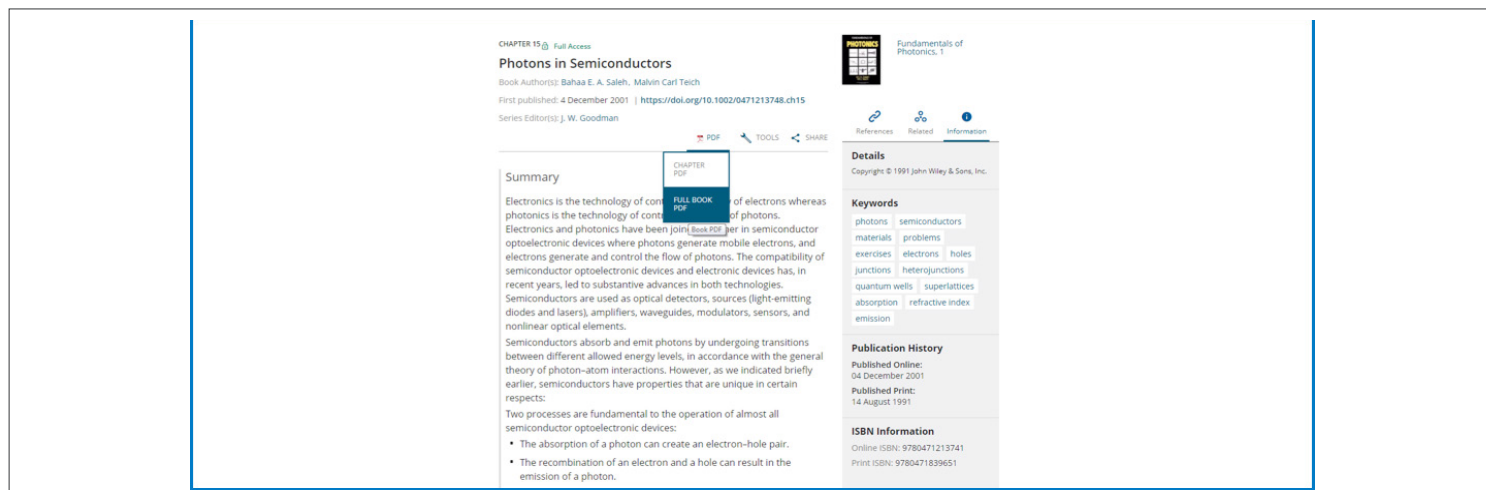 CHAPTER 15 Full Access
Photons in Semiconductors
Book Author(s): Bahaa E. A. Saleh, Malvin Carl Teich
First published: 4 December 2001 | https://doi.org/10.1002/0471213748.ch15
Series Editor(s): J. W. Goodman
PDF TOOLS SHARE
CHAPTER
PDF
FULL BOOK
PDF
Book PDF
Summary
Electronics is the technology of con y of electrons whereas
photonics is the technology of contr of photons.
Electronics and photonics have been join er in semiconductor
optoelectronic devices where photons generate mobile electrons, and
electrons generate and control the flow of photons. The compatibility of
semiconductor optoelectronic devices and electronic devices has, in
recent years, led to substantive advances in both technologies.
Semiconductors are used as optical detectors, sources (light-emitting
diodes and lasers), amplifiers, waveguides, modulators, sensors, and
nonlinear optical elements.
Semiconductors absorb and emit photons by undergoing transitions
between different allowed energy levels, in accordance with the general
theory of photon–atom interactions. However, as we indicated briefly
earlier, semiconductors have properties that are unique in certain
respects:
Two processes are fundamental to the operation of almost all
semiconductor optoelectronic devices:
• The absorption of a photon can create an electron–hole pair.
• The recombination of an electron and a hole can result in the
emission of a photon.
PHOTONICS
Fundamentals of
Photonics, 1
References Related Information
Details
Copyright © 1991 John Wiley & Sons, Inc.
Keywords
photons semiconductors
materials problems
exercises electrons holes
junctions heterojunctions
quantum wells superlattices
absorption refractive index
emission
Publication History
Published Online:
04 December 2001
Published Print:
14 August 1991
ISBN Information
Online ISBN: 9780471213741
Print ISBN: 9780471839651